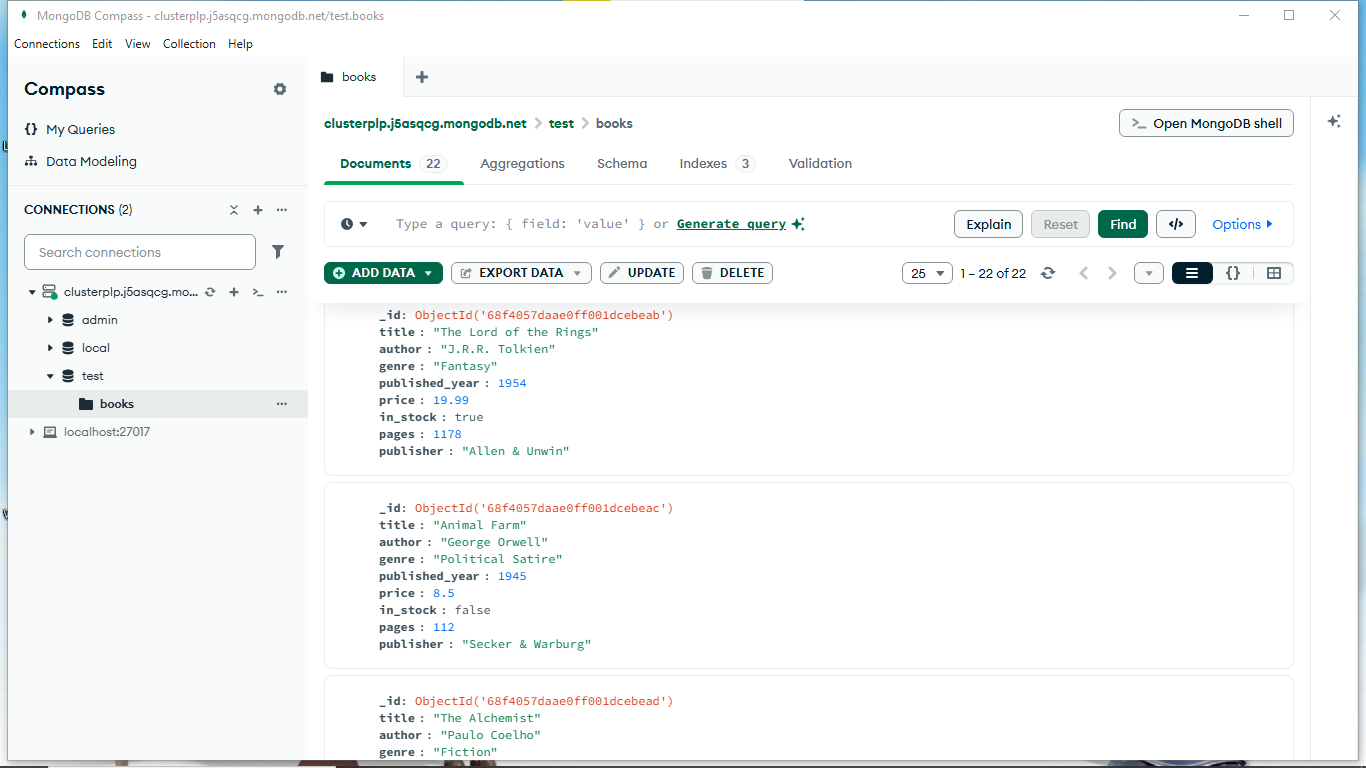 MongoDB Compass - clusterplp.j5asqcg.mongodb.net/test.books
Connections Edit View Collection Help
Compass
My Queries
Data Modeling
CONNECTIONS (2)
Search connections
clusterplp.j5asqcg.mo...
admin
local
test
books
localhost:27017
books
clusterplp.j5asqcg.mongodb.net > test > books
>_ Open MongoDB shell
Documents 22 Aggregations Schema Indexes 3 Validation
Type a query: { field: 'value' } or Generate query
Explain Reset Find </> Options
ADD DATA EXPORT DATA UPDATE DELETE
25 1 – 22 of 22 {}
_id: ObjectId('68f4057daae0ff001dcebeab')
title : "The Lord of the Rings"
author : "J.R.R. Tolkien"
genre : "Fantasy"
published_year : 1954
price : 19.99
in_stock : true
pages : 1178
publisher : "Allen & Unwin"
_id: ObjectId('68f4057daae0ff001dcebeac')
title : "Animal Farm"
author : "George Orwell"
genre : "Political Satire"
published_year : 1945
price : 8.5
in_stock : false
pages : 112
publisher : "Secker & Warburg"
_id: ObjectId('68f4057daae0ff001dcebead')
title : "The Alchemist"
author : "Paulo Coelho"
genre : "Fiction"